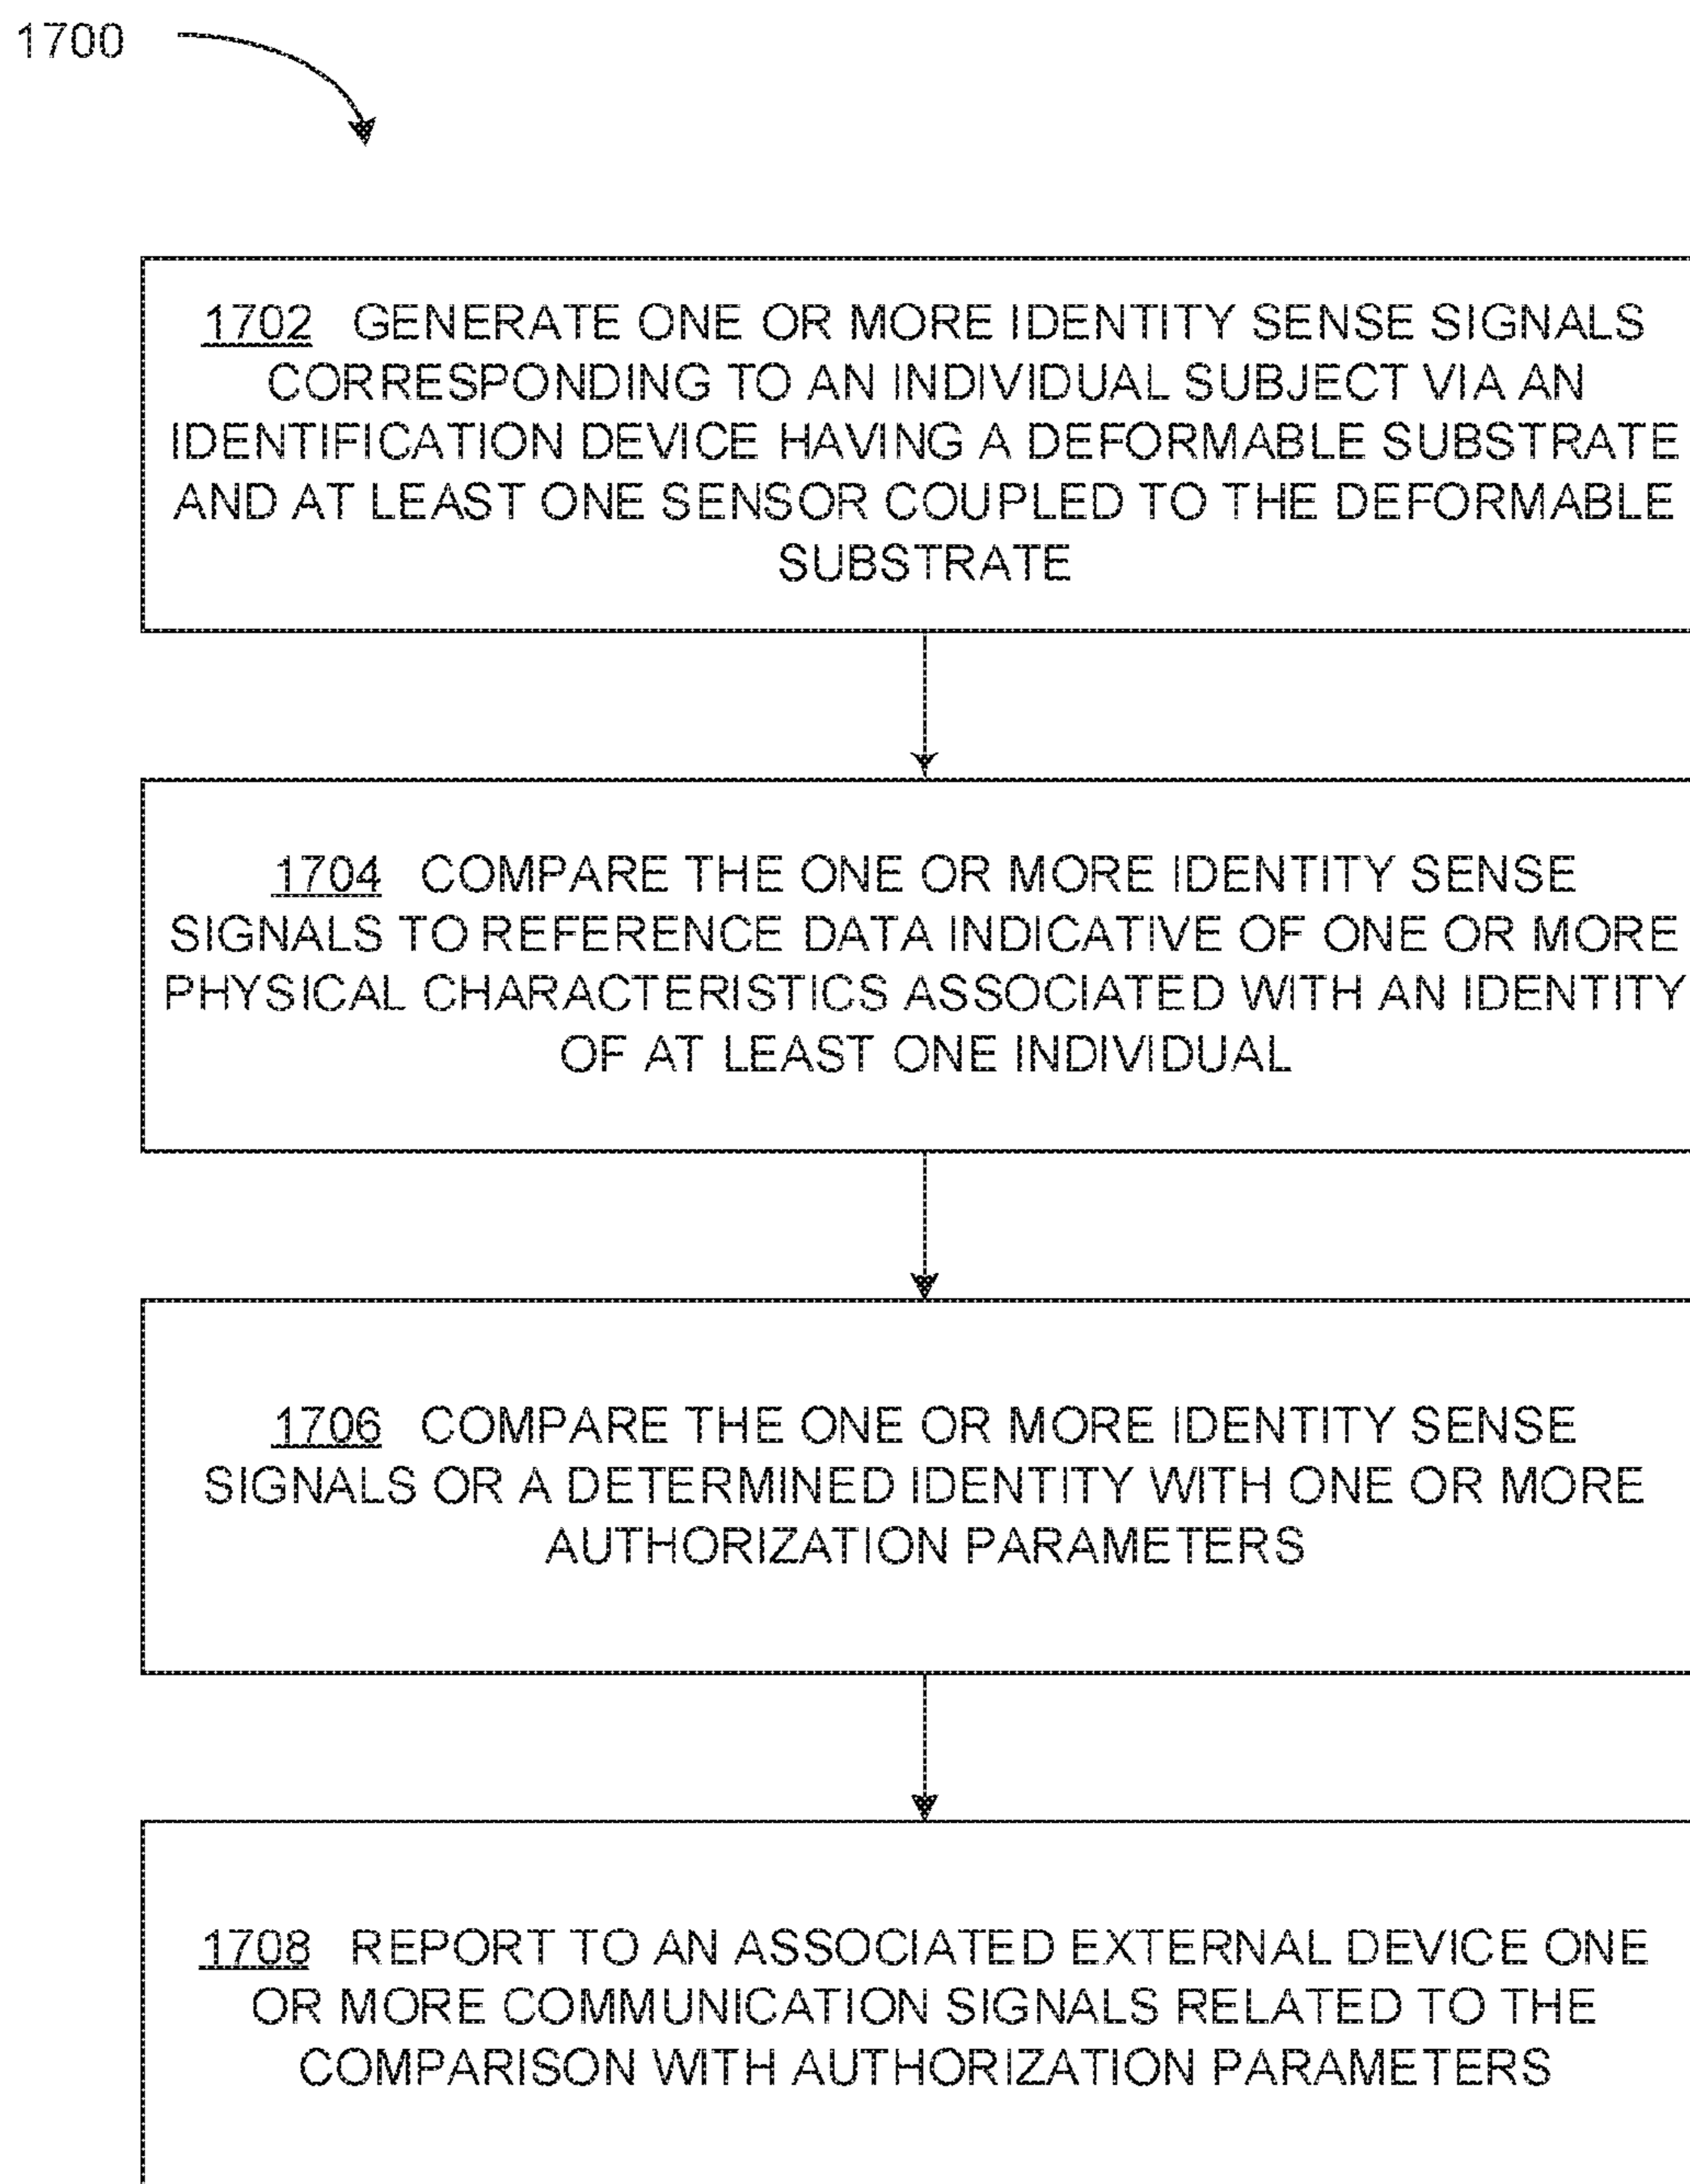 1700
1702 GENERATE ONE OR MORE IDENTITY SENSE SIGNALS
CORRESPONDING TO AN INDIVIDUAL SUBJECT VIA AN
IDENTIFICATION DEVICE HAVING A DEFORMABLE SUBSTRATE
AND AT LEAST ONE SENSOR COUPLED TO THE DEFORMABLE
SUBSTRATE
1704 COMPARE THE ONE OR MORE IDENTITY SENSE
SIGNALS TO REFERENCE DATA INDICATIVE OF ONE OR MORE
PHYSICAL CHARACTERISTICS ASSOCIATED WITH AN IDENTITY
OF AT LEAST ONE INDIVIDUAL
1706 COMPARE THE ONE OR MORE IDENTITY SENSE
SIGNALS OR A DETERMINED IDENTITY WITH ONE OR MORE
AUTHORIZATION PARAMETERS
1708 REPORT TO AN ASSOCIATED EXTERNAL DEVICE ONE
OR MORE COMMUNICATION SIGNALS RELATED TO THE
COMPARISON WITH AUTHORIZATION PARAMETERS